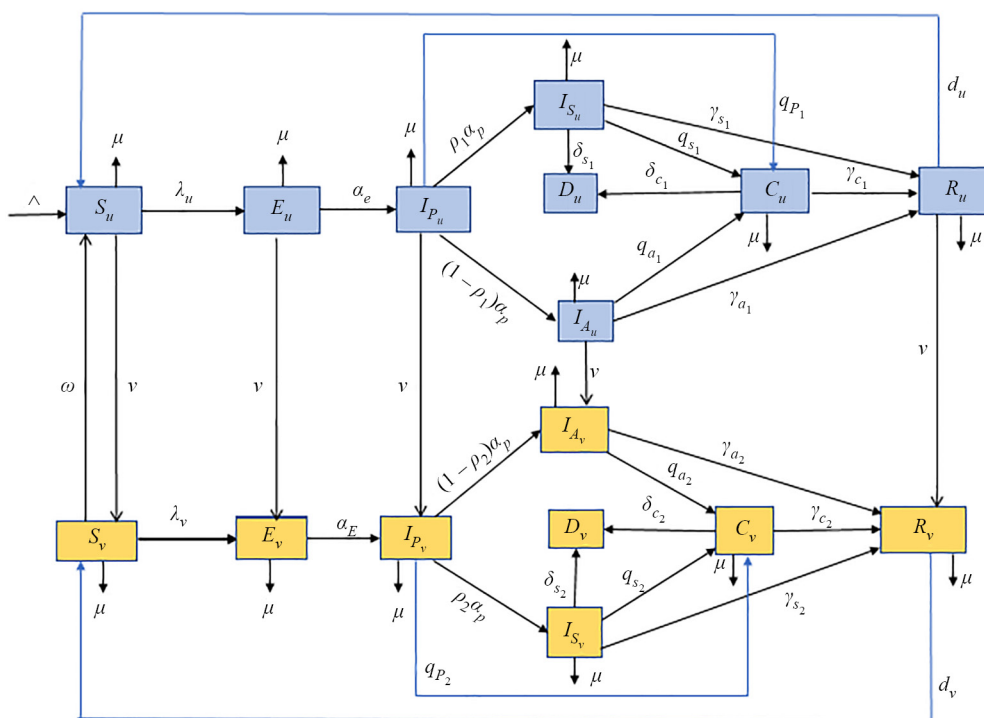 d_u
μ
I_{S_u}
q_{P_1}
μ
μ
μ
ρ_1α_p
γ_{s_1}
q_{s_1}
δ_{s_1}
∧
S_u
λ_u
E_u
α_e
I_{P_u}
D_u
δ_{c_1}
C_u
γ_{c_1}
R_u
μ
μ
(1 − ρ_1)α_p
q_{a_1}
μ
γ_{a_1}
I_{A_u}
ω
v
v
v
v
v
μ
I_{A_v}
(1 − ρ_2)α_p
γ_{a_2}
q_{a_2}
S_v
λ_v
E_v
α_E
I_{P_v}
D_v
δ_{c_2}
C_v
γ_{c_2}
R_v
μ
μ
μ
μ
μ
ρ_2α_p
δ_{s_2}
q_{s_2}
γ_{s_2}
I_{S_v}
μ
q_{P_2}
d_v